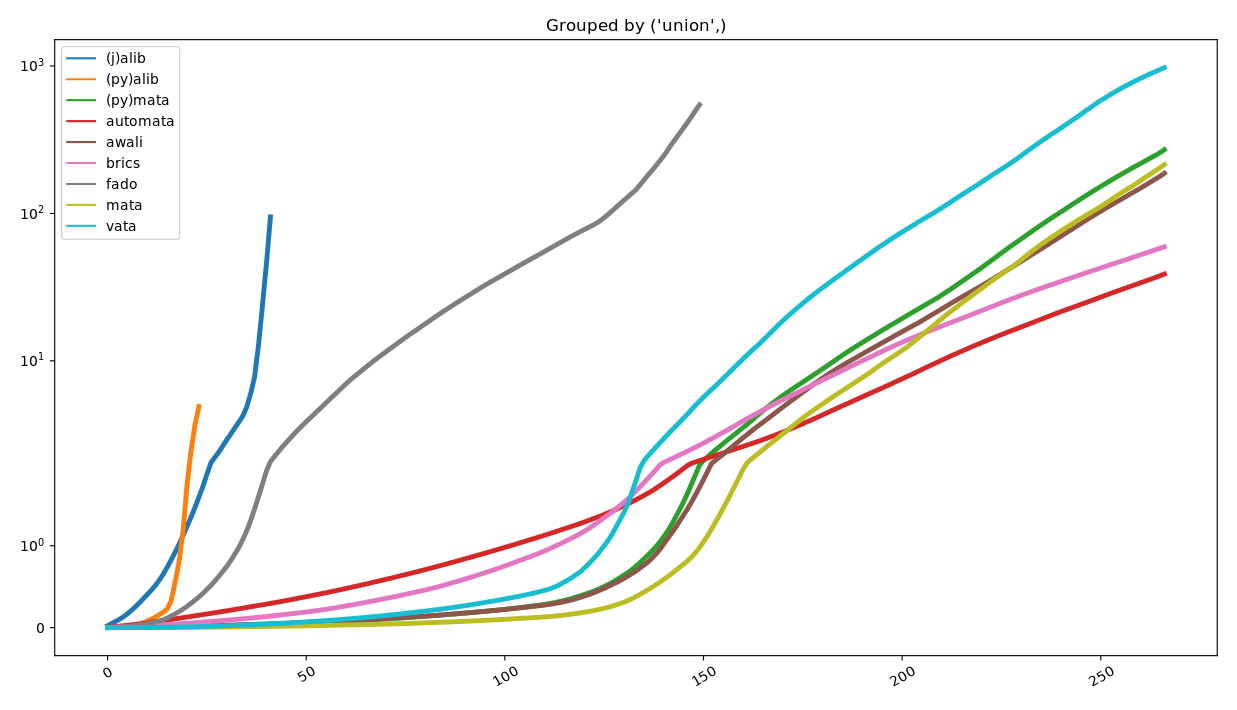 Grouped by ('union',)
(j)alib
(py)alib
(py)mata
automata
awali
brics
fado
mata
vata
10³
10²
10¹
10⁰
0
0 50 100 150 200 250